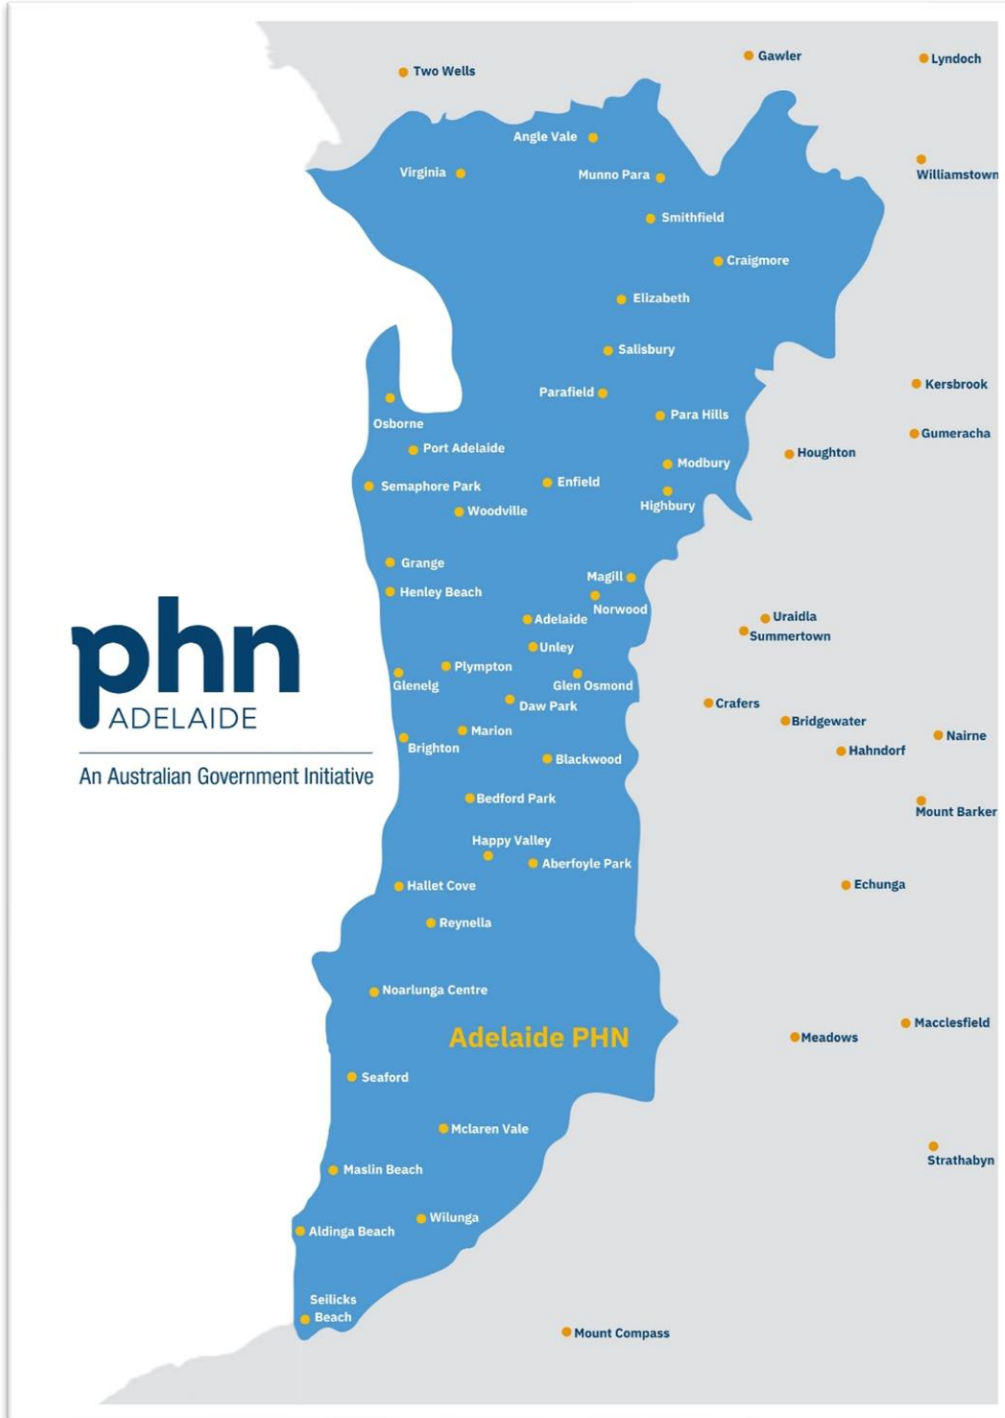 Gawler
Lyndoch
Two Wells
Angle Vale
Williamstown
Virginia
Munno Para
Smithfield
Craigmore
Elizabeth
Salisbury
Kersbrook
Parafield
Para Hills
Osborne
Gumeracha
Port Adelaide
Houghton
Modbury
Semaphore Park
Enfield
Highbury
Woodville
Grange
Magill
Henley Beach
Norwood
Adelaide
Uraidla
Summertown
phn
ADELAIDE
An Australian Government Initiative
Unley
Plympton
Glenelg
Glen Osmond
Daw Park
Crafers
Bridgewater
Marion
Nairne
Brighton
Hahndorf
Blackwood
Bedford Park
Mount Barker
Happy Valley
Aberfoyle Park
Hallet Cove
Echunga
Reynella
Noarlunga Centre
Macclesfield
Adelaide PHN
Meadows
Seaford
Mclaren Vale
Strathabyn
Maslin Beach
Wilunga
Aldinga Beach
Seilicks
Beach
Mount Compass